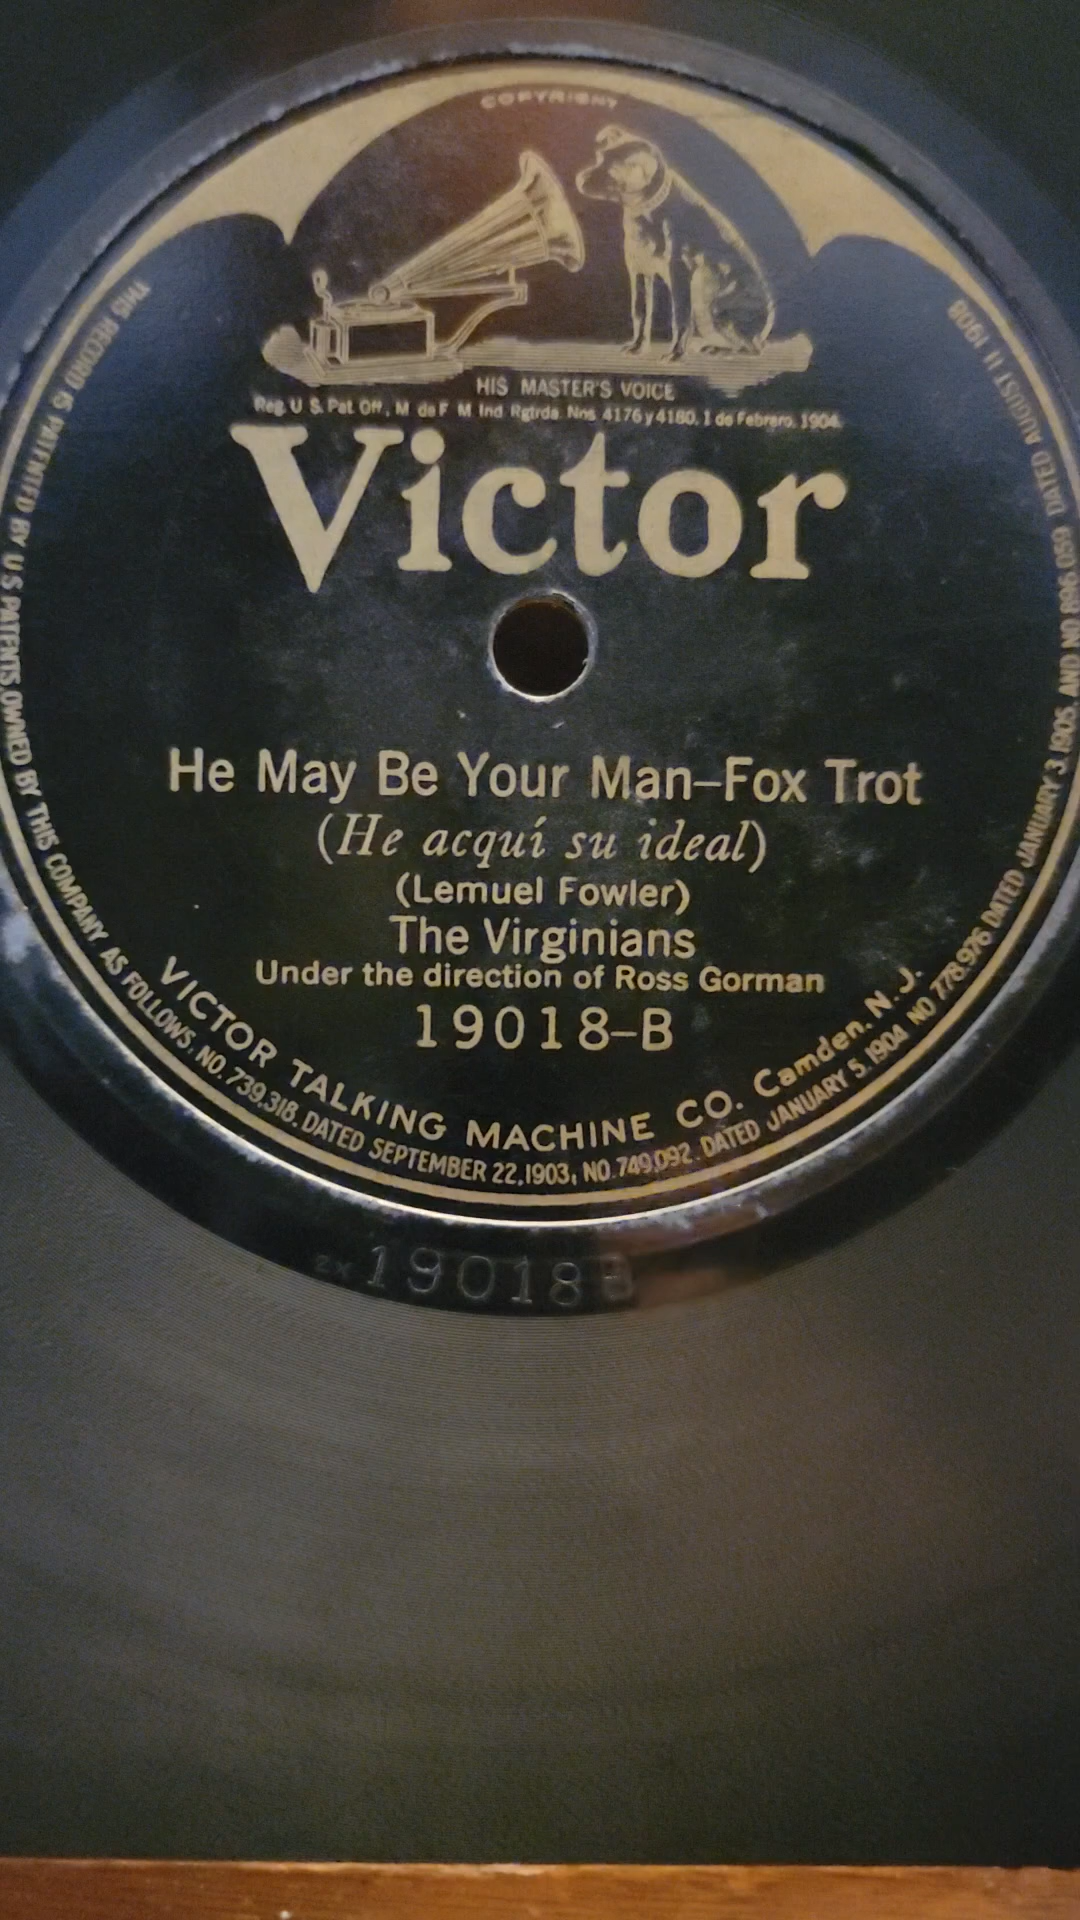 COPYRIGHT
HIS MASTER'S VOICE
Reg. U. S. Pat. Off., M. de F. M. Ind. Rgtrda. Nos. 4176 y 4180, 1 de Febrero, 1904.
Victor
He May Be Your Man–Fox Trot
(He acquí su ideal)
(Lemuel Fowler)
The Virginians
Under the direction of Ross Gorman
19018–B
VICTOR TALKING MACHINE CO. Camden, N. J.
THIS RECORD IS PATENTED BY U S PATENTS, OWNED BY THIS COMPANY AS FOLLOWS, NO. 739,318. DATED SEPTEMBER 22, 1903, NO. 749,092. DATED JANUARY 5, 1904 NO 778,976 DATED JANUARY 3, 1905, AND NO 896,059 DATED AUGUST 11 1908
19018B